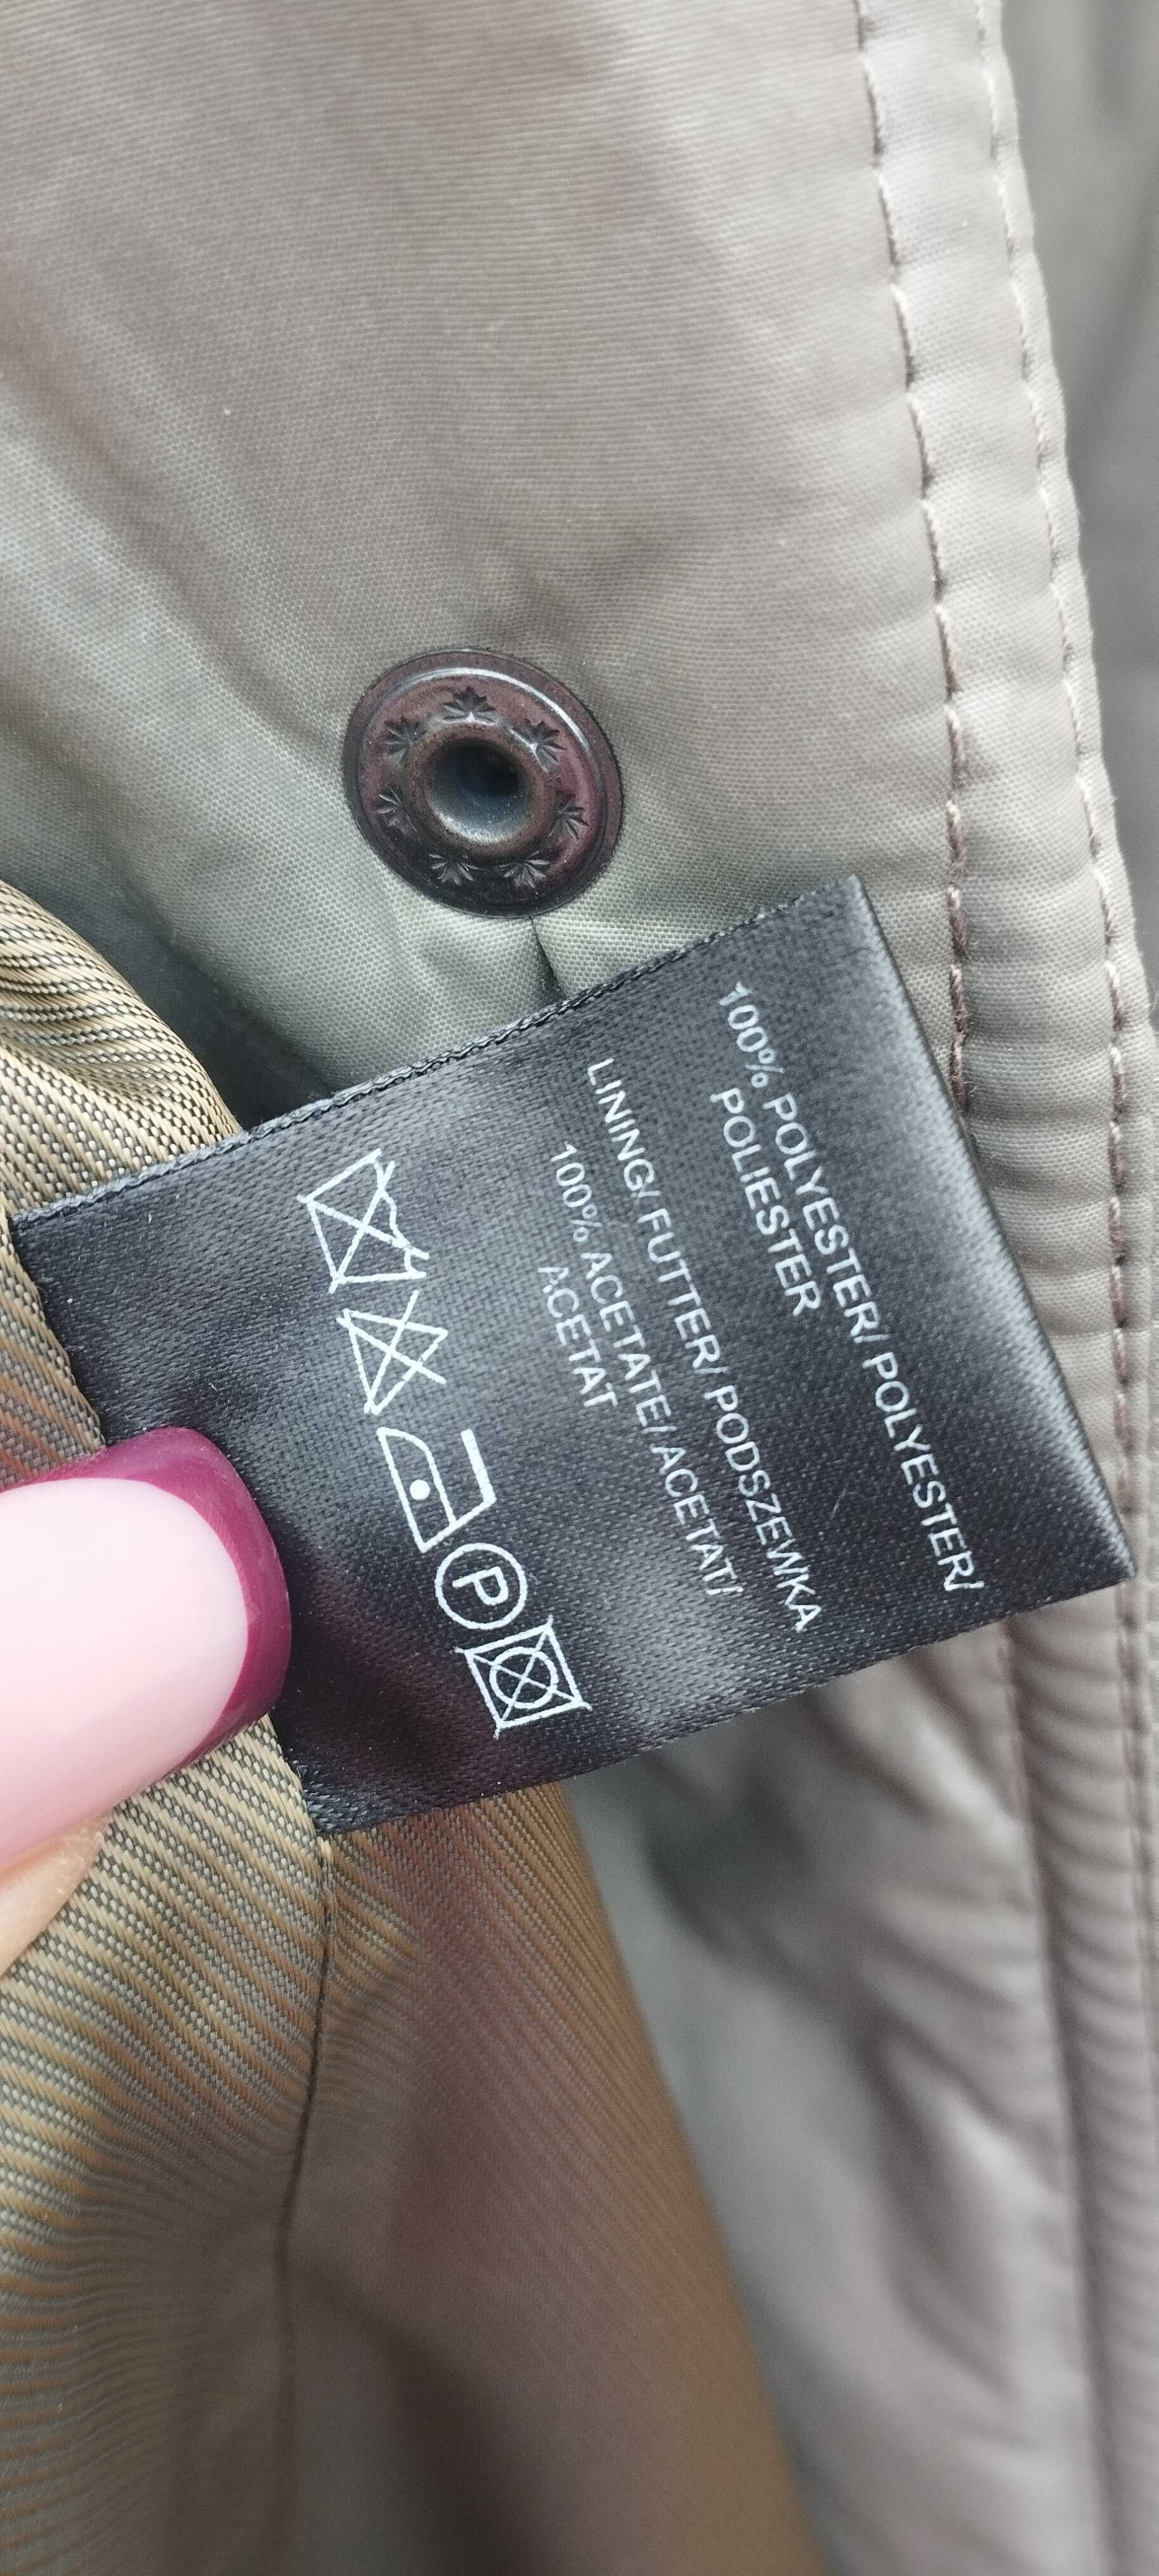 100% POLYESTER/ POLYESTER/
POLIESTER
LINING/ FUTTER/ PODSZEWKA
100% ACETATE/ ACETAT/
ACETAT
P